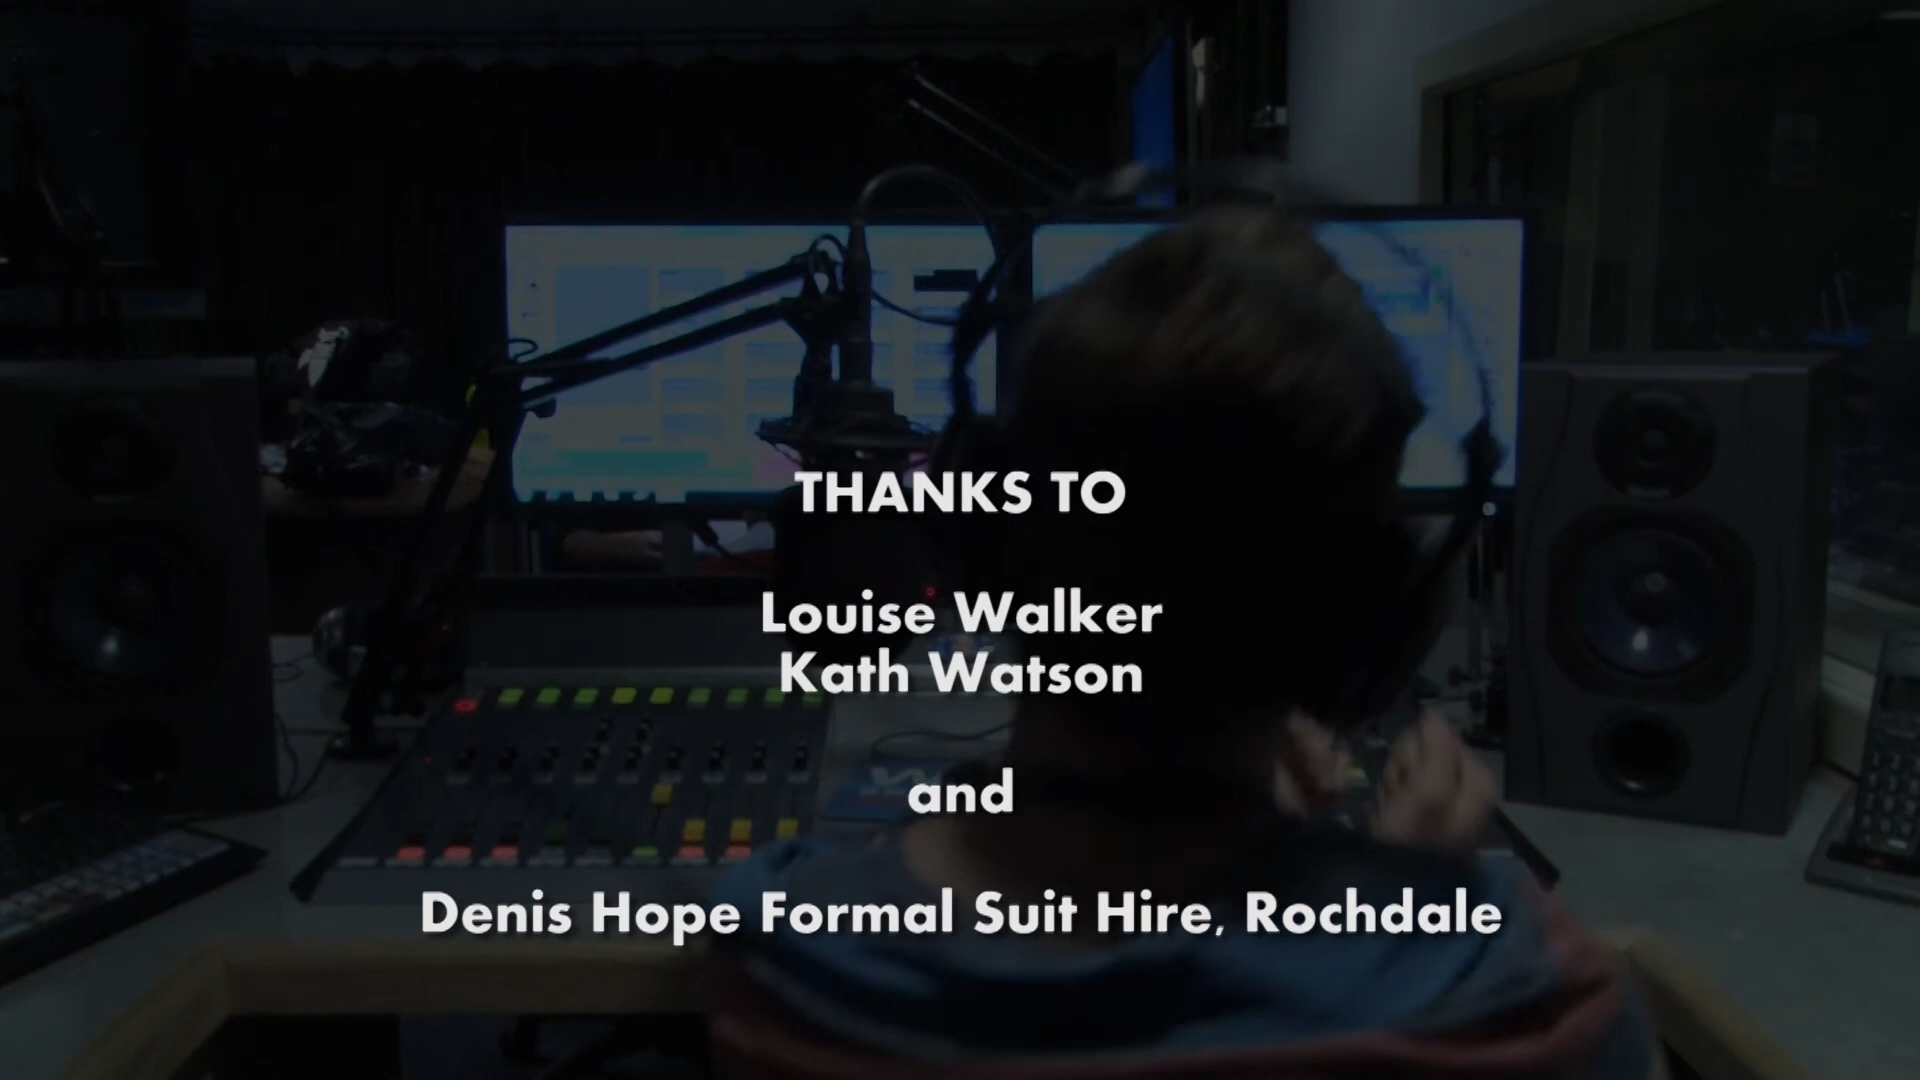 THANKS TO
Louise Walker
Kath Watson
and
Denis Hope Formal Suit Hire, Rochdale